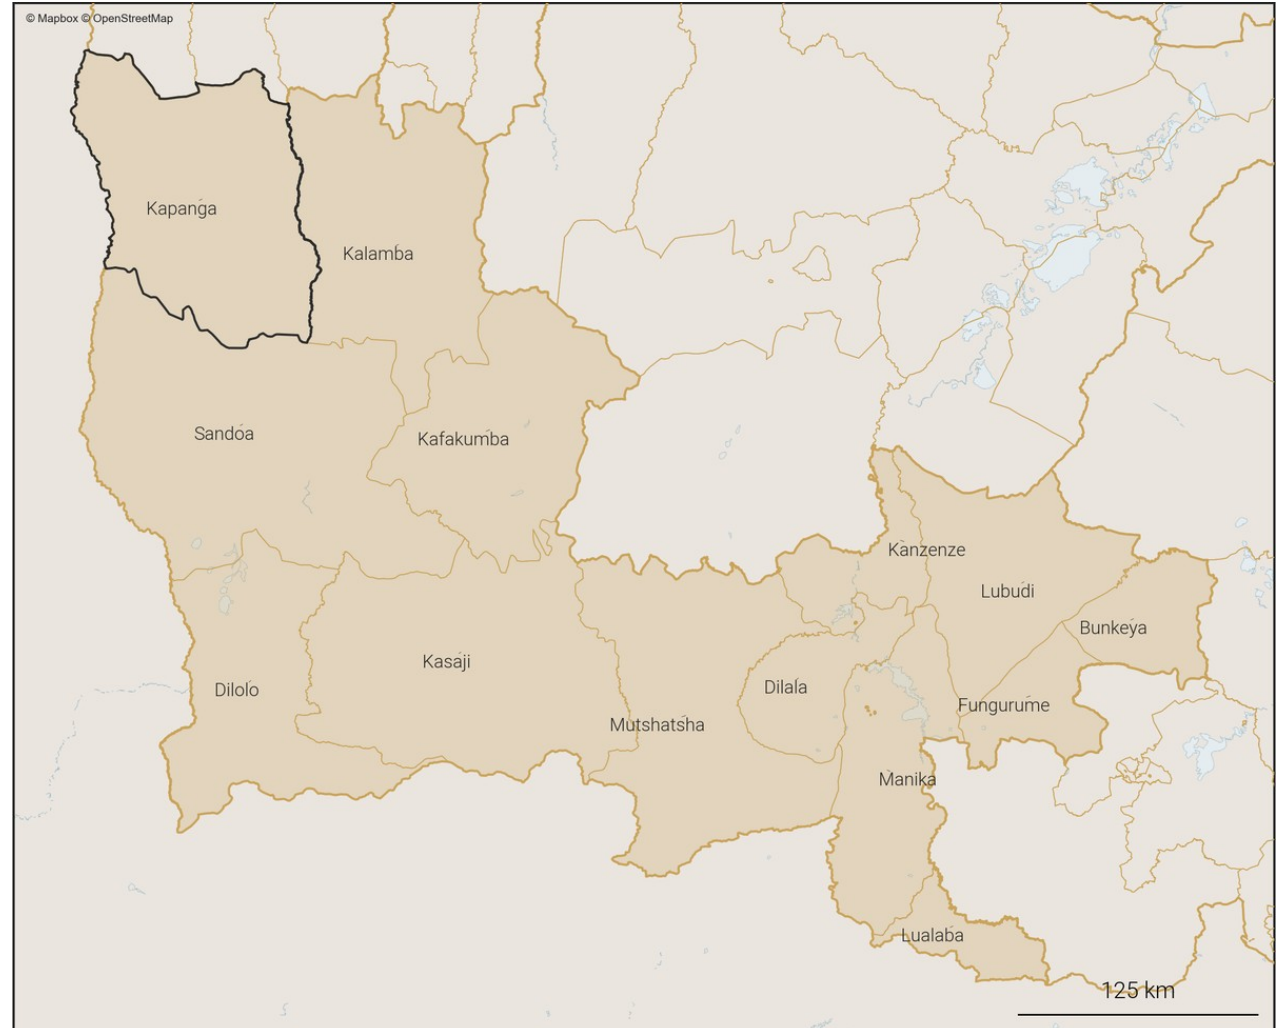 © Mapbox © OpenStreetMap
Kapanga
Kalamba
Sandoa
Kafakumba
Kanzenze
Lubudi
Bunkeya
Kasaji
Dilolo
Dilala
Fungurume
Mutshatsha
Manika
Lualaba
125 km